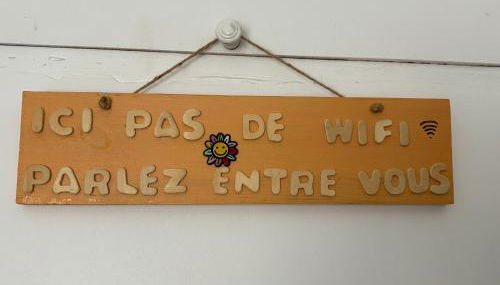 ICI PAS DE WIFI
PARLEZ ENTRE VOUS